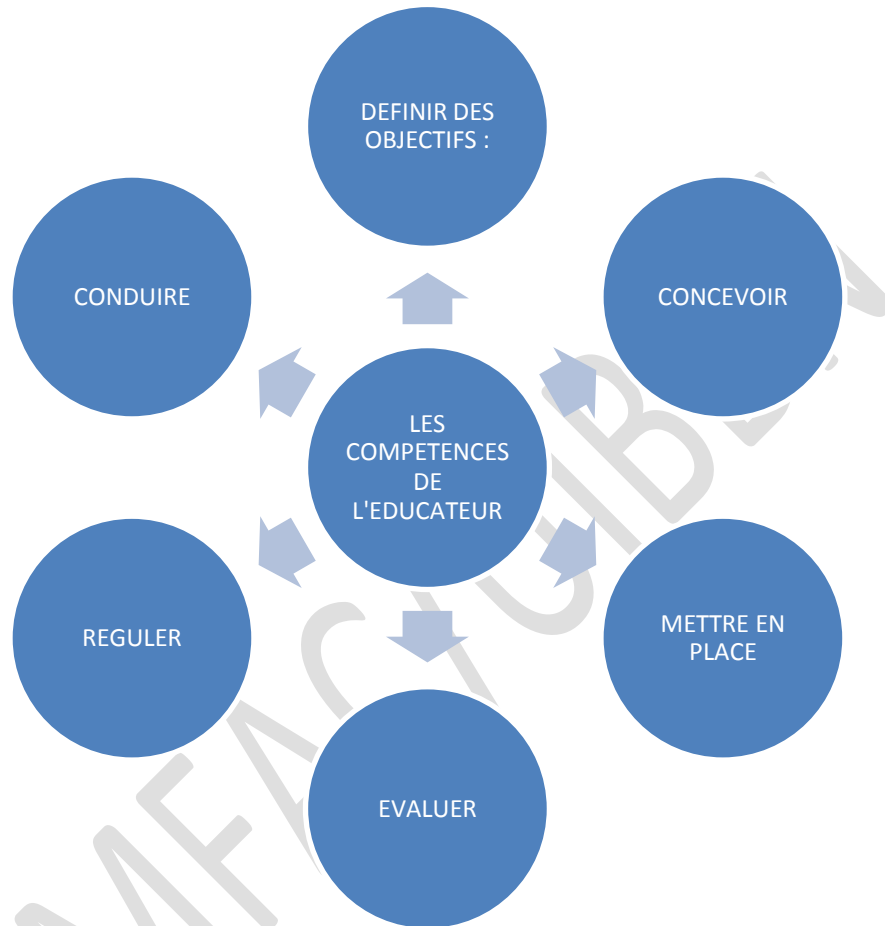 DEFINIR DES
OBJECTIFS :
CONDUIRE
CONCEVOIR
LES
COMPETENCES
DE
L'EDUCATEUR
REGULER
METTRE EN
PLACE
EVALUER